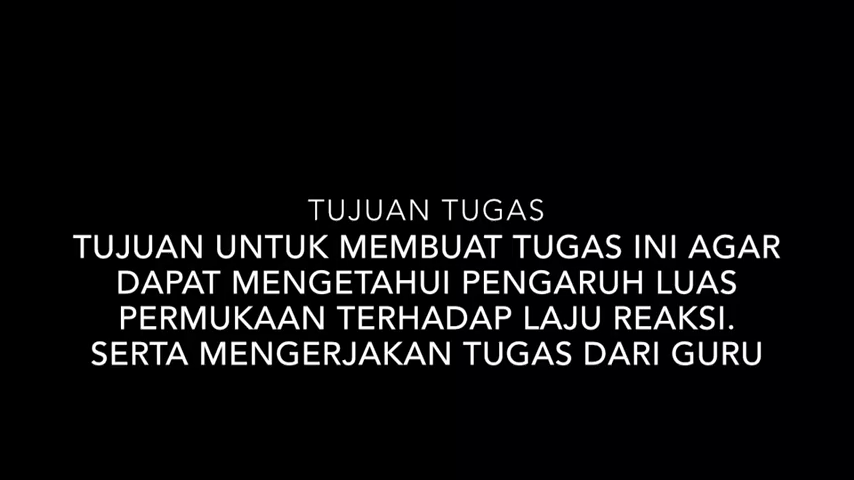 TUJUAN TUGAS
TUJUAN UNTUK MEMBUAT TUGAS INI AGAR
DAPAT MENGETAHUI PENGARUH LUAS
PERMUKAAN TERHADAP LAJU REAKSI.
SERTA MENGERJAKAN TUGAS DARI GURU